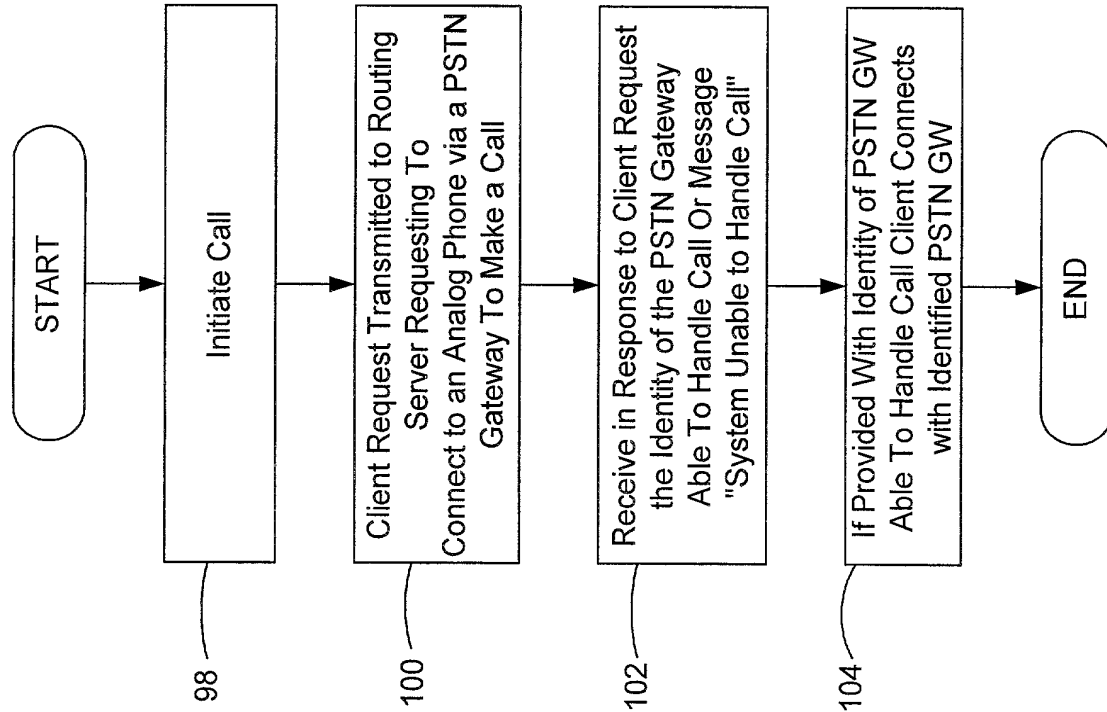 START
98
Initiate Call
100
Client Request Transmitted to Routing
Server Requesting To
Connect to an Analog Phone via a PSTN
Gateway To Make a Call
102
Receive in Response to Client Request
the Identity of the PSTN Gateway
Able To Handle Call Or Message
"System Unable to Handle Call"
104
If Provided With Identity of PSTN GW
Able To Handle Call Client Connects
with Identified PSTN GW
END